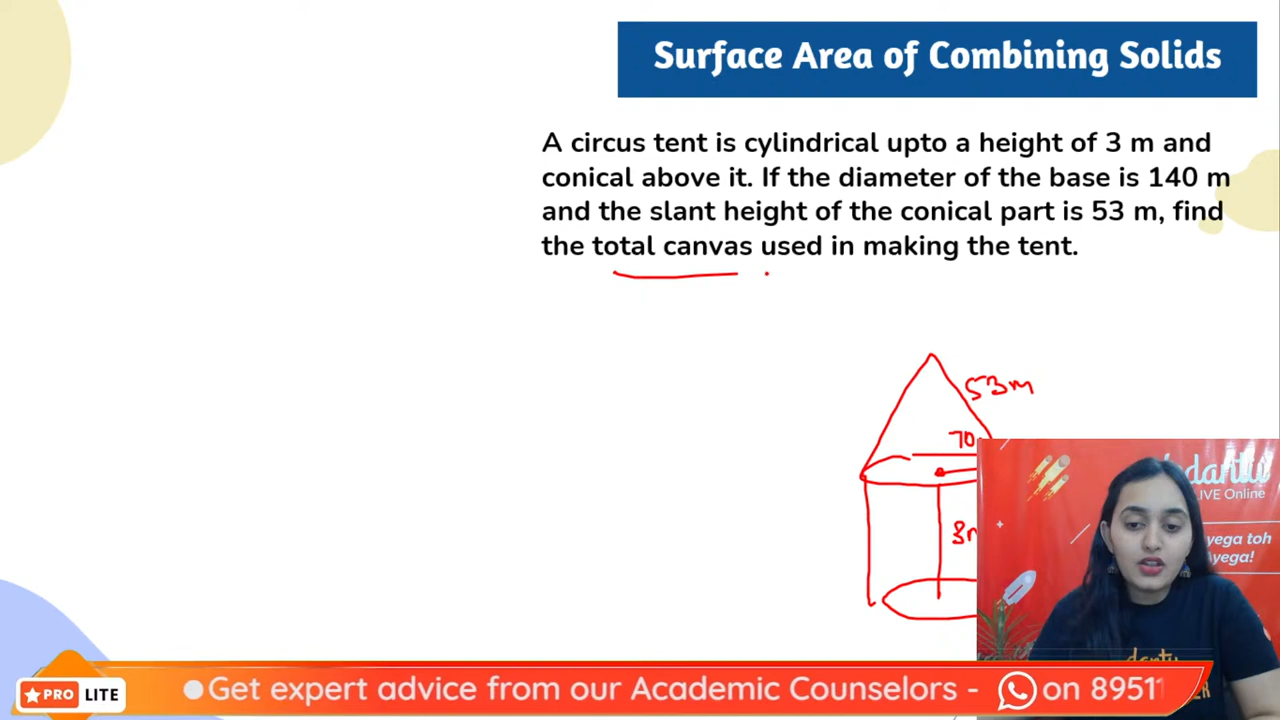 Surface Area of Combining Solids
A circus tent is cylindrical upto a height of 3 m and
conical above it. If the diameter of the base is 140 m
and the slant height of the conical part is 53 m, find
the total canvas used in making the tent.
53m
70
3
LIVE Online
PRO LITE
Get expert advice from our Academic Counselors - on 8951